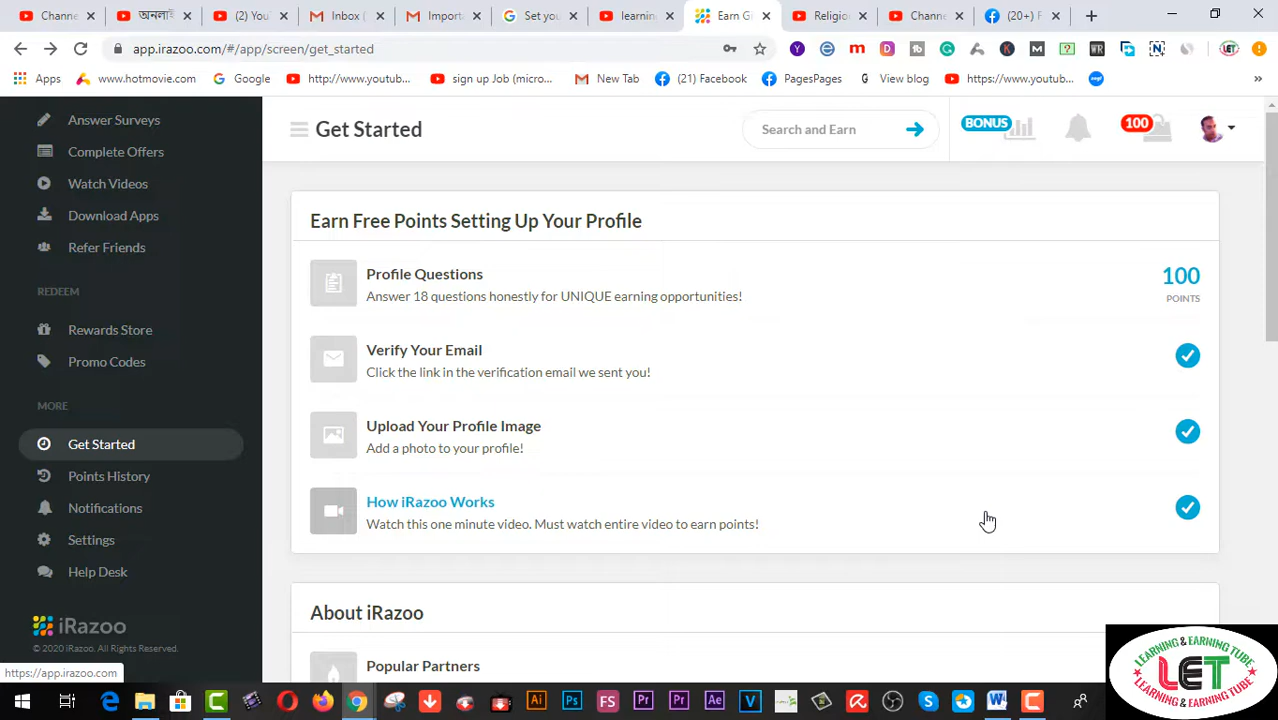 Channe
অনলাই
(2) You
Inbox (
Importa
Set you
learnin
Earn Gi
Religio
Channe
(20+) F
app.irazoo.com/#/app/screen/get_started
Apps
www.hotmovie.com
Google
http://www.youtub...
sign up Job (micro...
New Tab
(21) Facebook
PagesPages
View blog
https://www.youtub...
Answer Surveys
Complete Offers
Watch Videos
Download Apps
Refer Friends
REDEEM
Rewards Store
Promo Codes
MORE
Get Started
Points History
Notifications
Settings
Help Desk
iRazoo
© 2020 iRazoo. All Rights Reserved.
https://app.irazoo.com
Get Started
Search and Earn
BONUS
100
Earn Free Points Setting Up Your Profile
Profile Questions
Answer 18 questions honestly for UNIQUE earning opportunities!
100
POINTS
Verify Your Email
Click the link in the verification email we sent you!
Upload Your Profile Image
Add a photo to your profile!
How iRazoo Works
Watch this one minute video. Must watch entire video to earn points!
About iRazoo
Popular Partners
LEARNING & EARNING TUBE
LET
LEARNING & EARNING TUBE